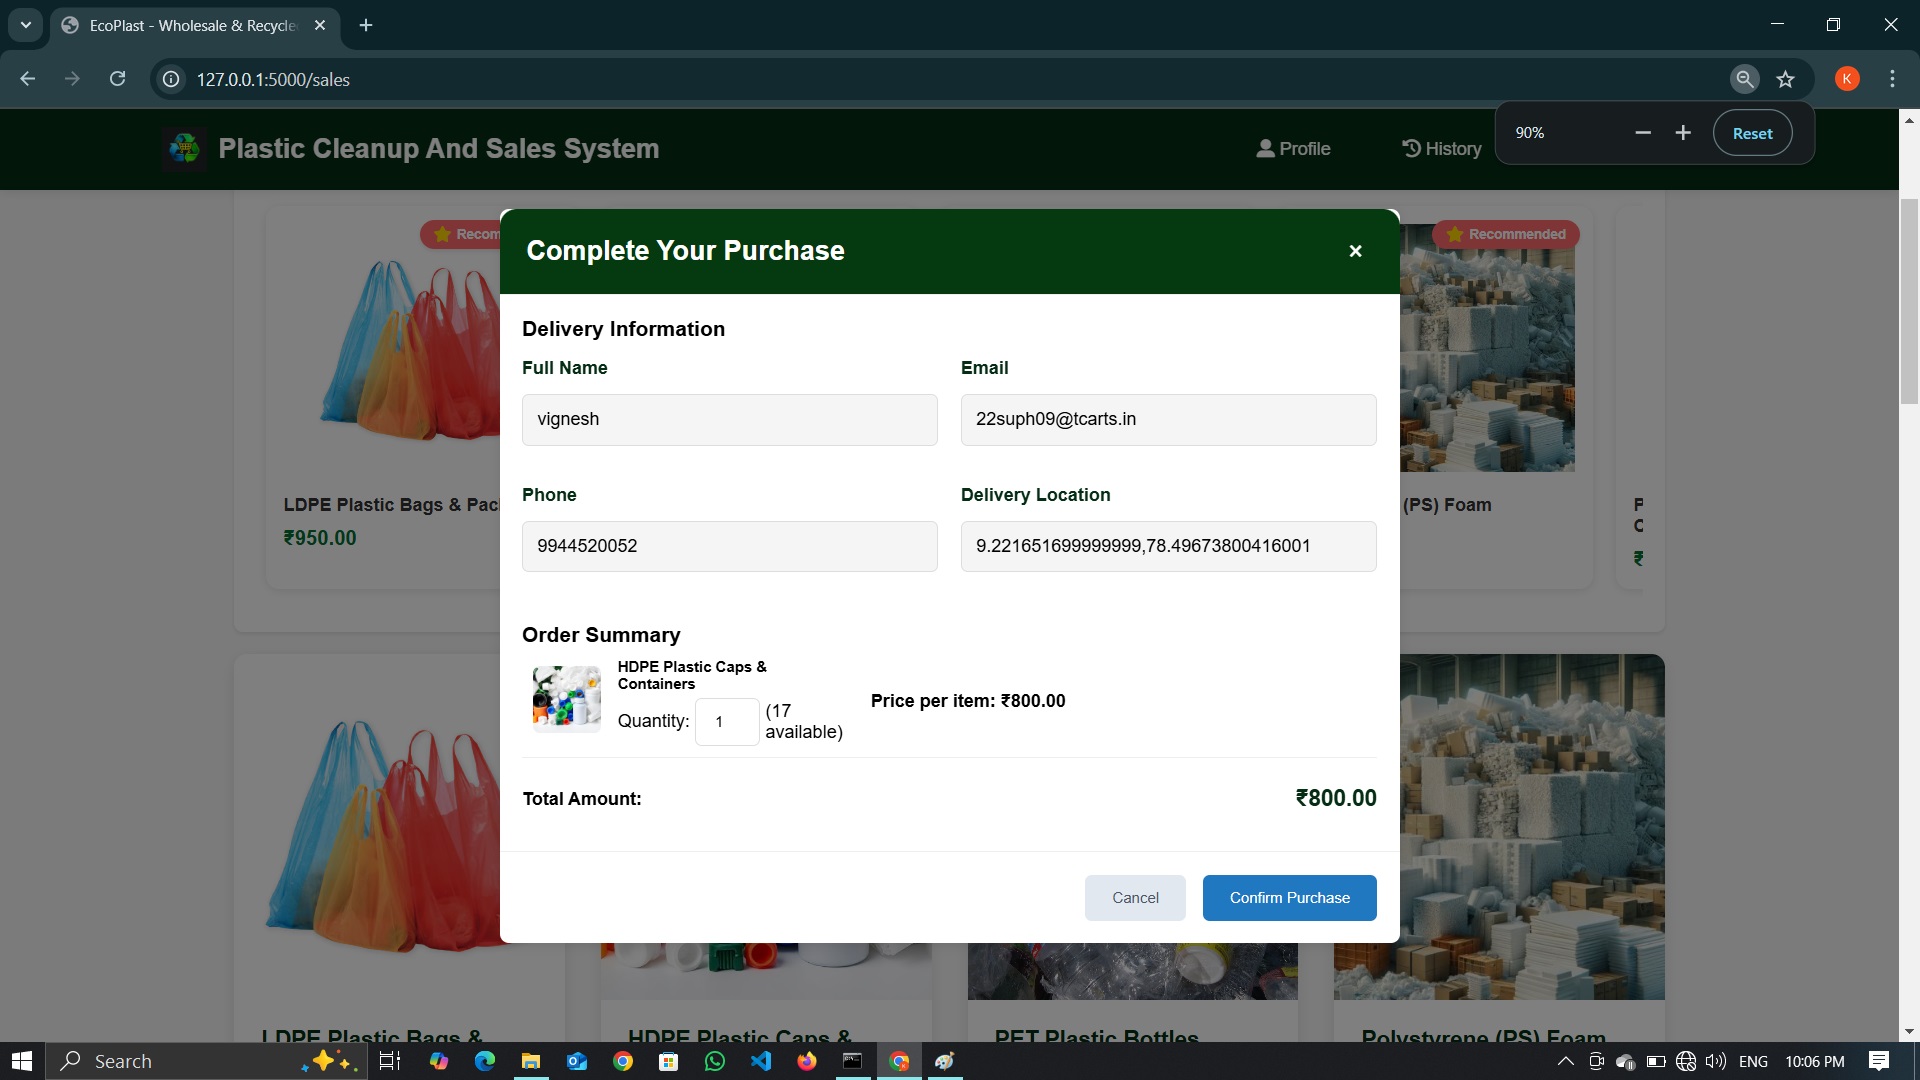 EcoPlast - Wholesale & Recycle
127.0.0.1:5000/sales
K
90%
Reset
Plastic Cleanup And Sales System
Profile
History
Recom
Recommended
Complete Your Purchase
×
Delivery Information
Full Name
Email
vignesh
22suph09@tcarts.in
Phone
Delivery Location
9944520052
9.221651699999999,78.49673800416001
LDPE Plastic Bags & Pac
₹950.00
(PS) Foam
P
C
₹
Order Summary
HDPE Plastic Caps &
Containers
Quantity: 1 (17
available)
Price per item: ₹800.00
Total Amount:
₹800.00
Cancel
Confirm Purchase
LDPE Plastic Bags &
HDPE Plastic Caps &
PET Plastic Bottles
Polystyrene (PS) Foam
Search
ENG
10:06 PM